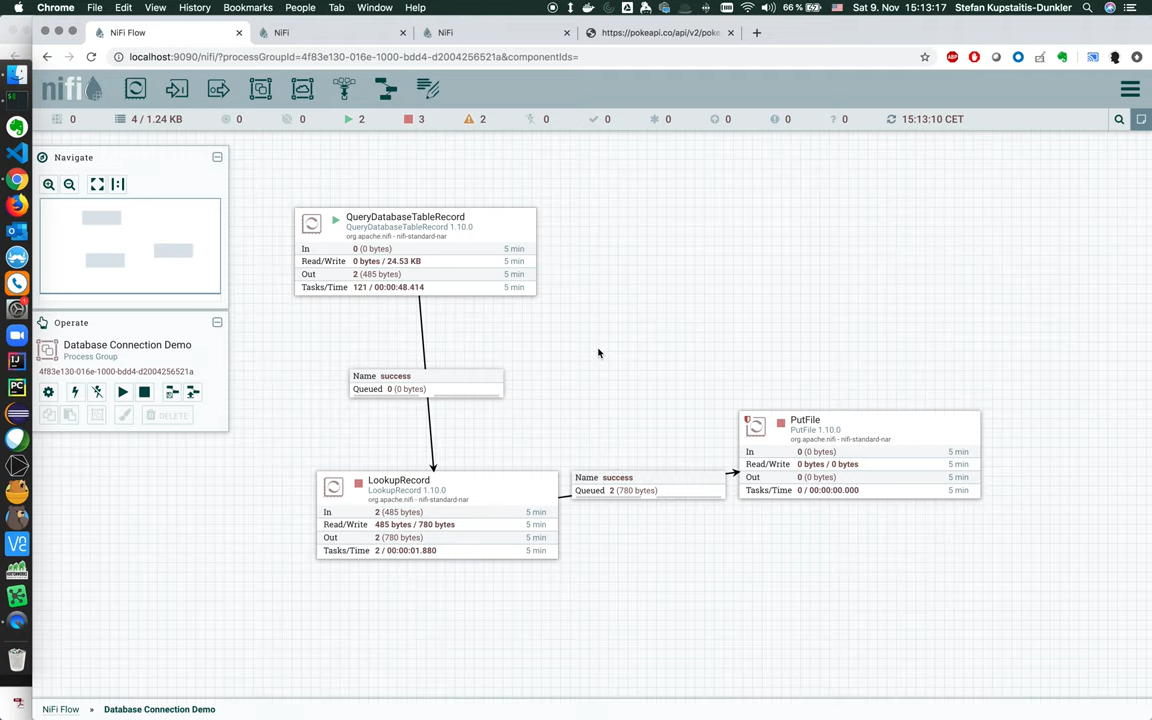 Chrome File Edit View History Bookmarks People Tab Window Help 66 % Sat 9. Nov 15:13:17 Stefan Kupstaitis-Dunkler
NiFi Flow NiFi NiFi https://pokeapi.co/api/v2/poke
localhost:9090/nifi/?processGroupId=4f83e130-016e-1000-bdd4-d2004256521a&componentIds=
nifi
0 4 / 1.24 KB 0 0 2 3 2 0 0 0 0 0 0 15:13:10 CET
Navigate
QueryDatabaseTableRecord
QueryDatabaseTableRecord 1.10.0
org.apache.nifi - nifi-standard-nar
In 0 (0 bytes) 5 min
Read/Write 0 bytes / 24.53 KB 5 min
Out 2 (485 bytes) 5 min
Tasks/Time 121 / 00:00:48.414 5 min
Operate
Database Connection Demo
Process Group
4f83e130-016e-1000-bdd4-d2004256521a
DELETE
Name success
Queued 0 (0 bytes)
PutFile
PutFile 1.10.0
org.apache.nifi - nifi-standard-nar
In 0 (0 bytes) 5 min
Read/Write 0 bytes / 0 bytes 5 min
Out 0 (0 bytes) 5 min
Tasks/Time 0 / 00:00:00.000 5 min
LookupRecord
LookupRecord 1.10.0
org.apache.nifi - nifi-standard-nar
In 2 (485 bytes) 5 min
Read/Write 485 bytes / 780 bytes 5 min
Out 2 (780 bytes) 5 min
Tasks/Time 2 / 00:00:01.880 5 min
Name success
Queued 2 (780 bytes)
NiFi Flow » Database Connection Demo